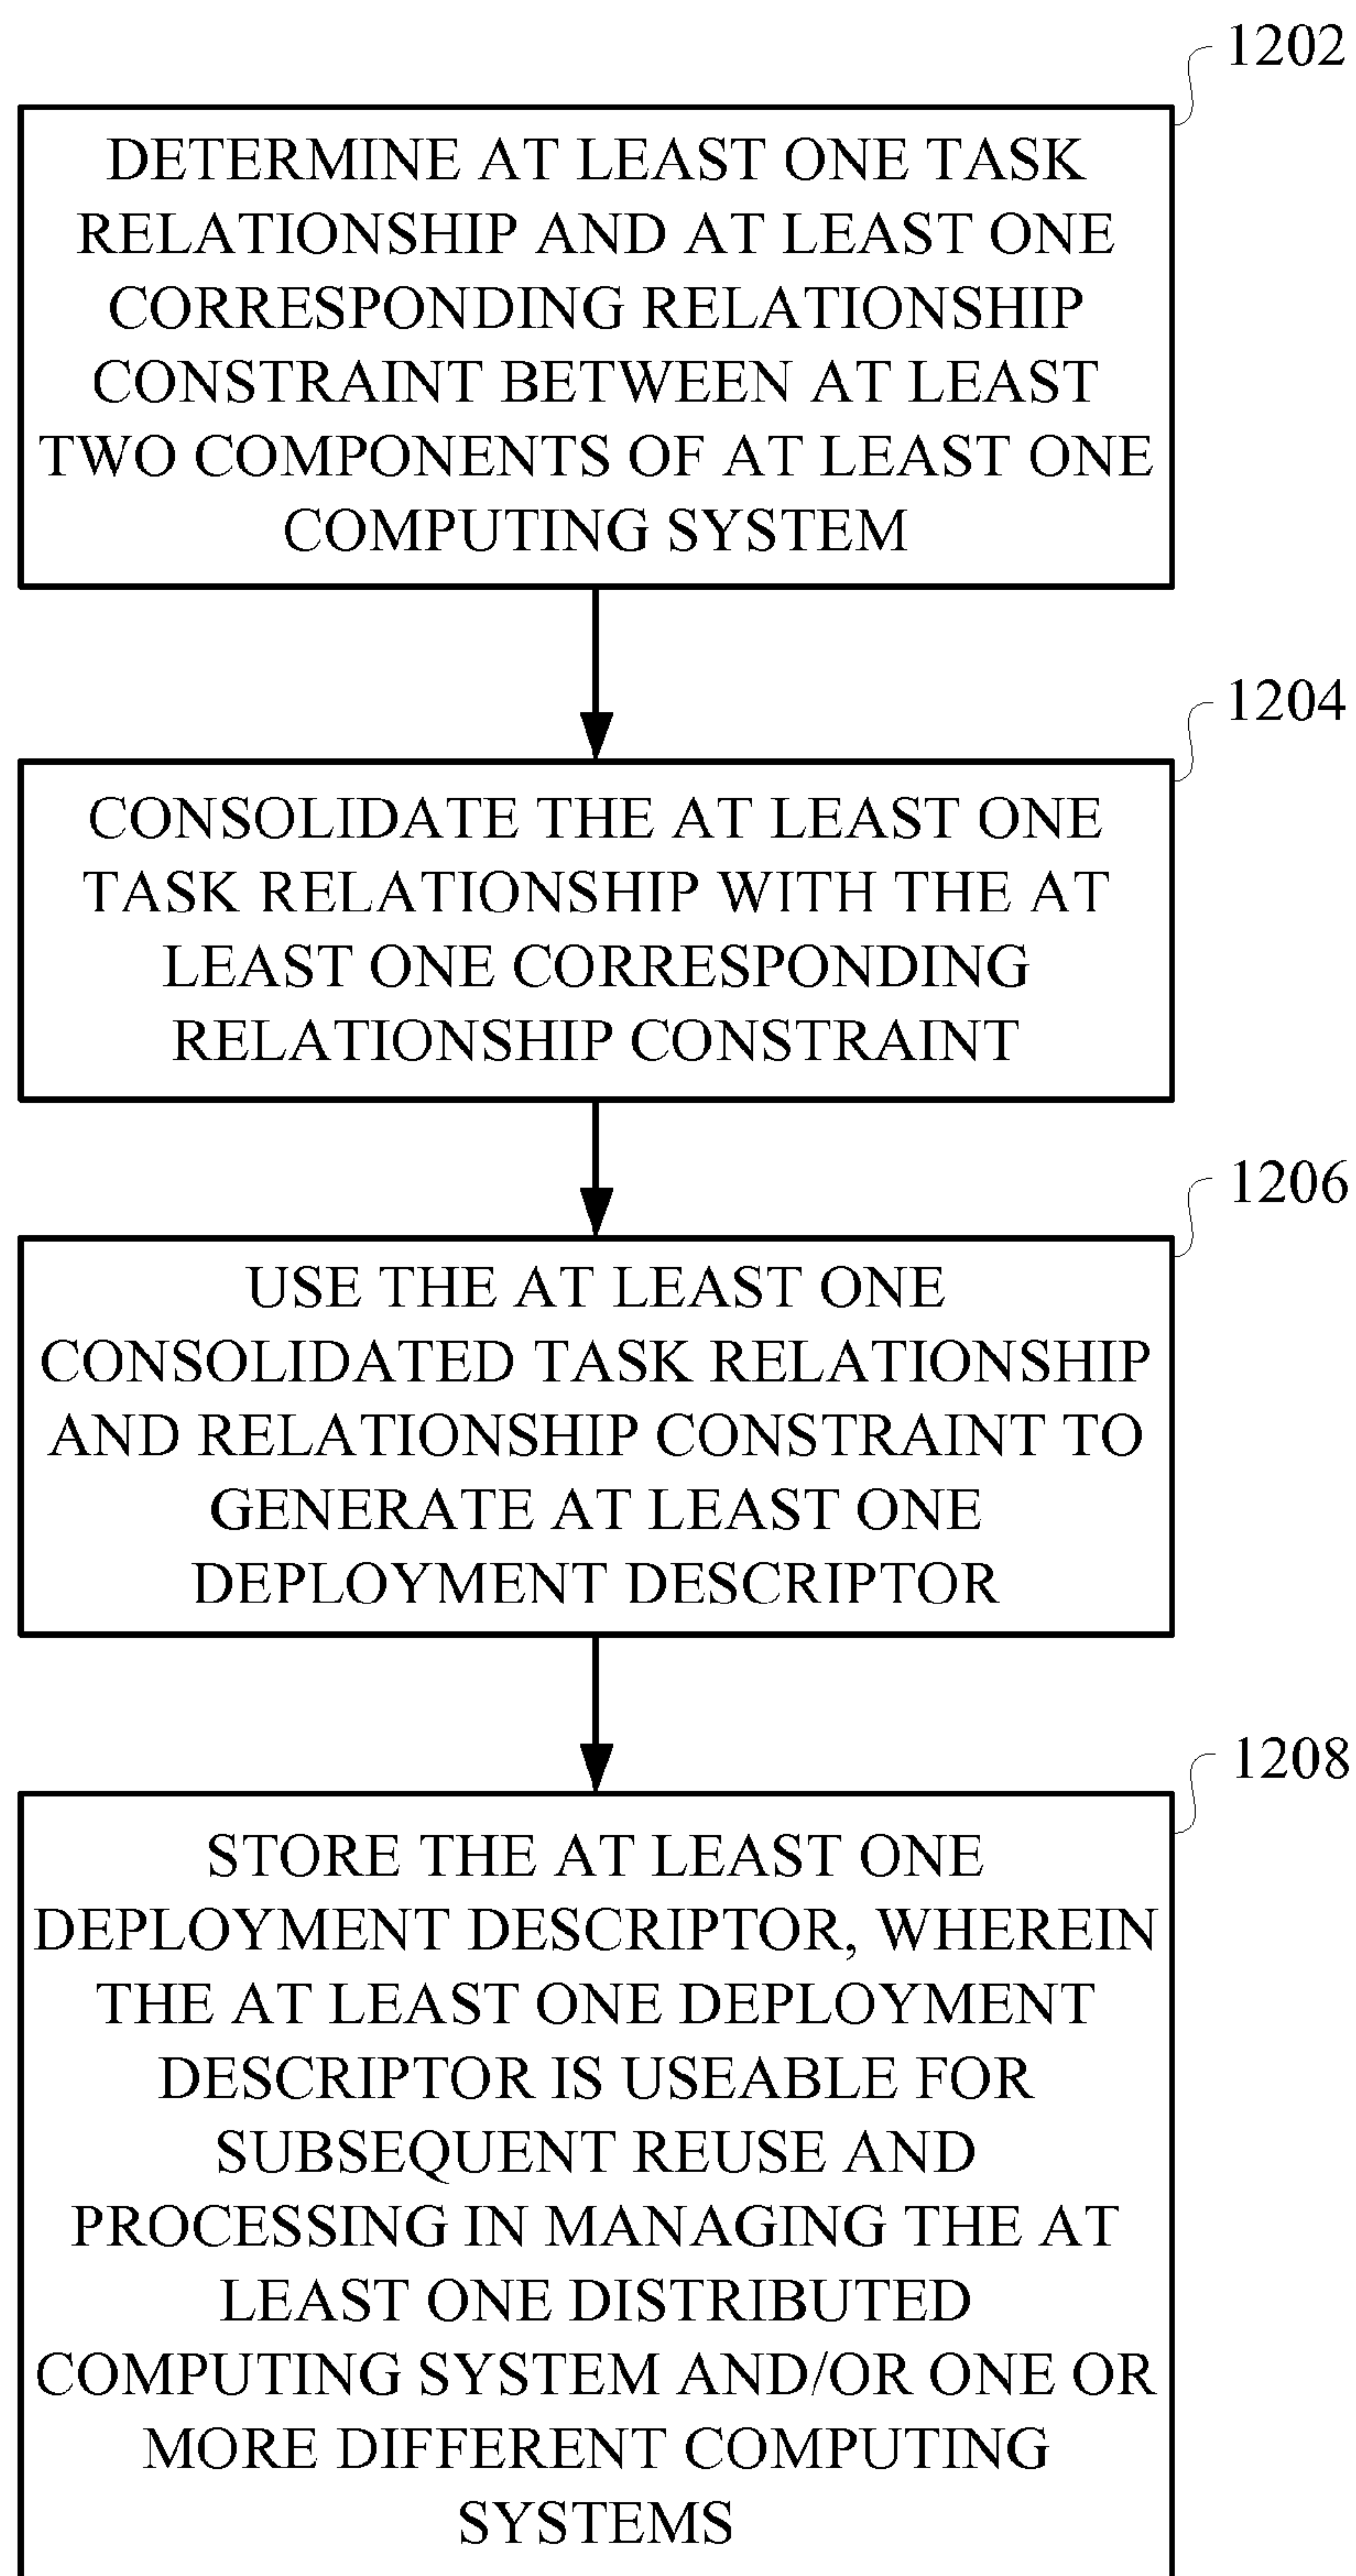 1202
DETERMINE AT LEAST ONE TASK
RELATIONSHIP AND AT LEAST ONE
CORRESPONDING RELATIONSHIP
CONSTRAINT BETWEEN AT LEAST
TWO COMPONENTS OF AT LEAST ONE
COMPUTING SYSTEM
1204
CONSOLIDATE THE AT LEAST ONE
TASK RELATIONSHIP WITH THE AT
LEAST ONE CORRESPONDING
RELATIONSHIP CONSTRAINT
1206
USE THE AT LEAST ONE
CONSOLIDATED TASK RELATIONSHIP
AND RELATIONSHIP CONSTRAINT TO
GENERATE AT LEAST ONE
DEPLOYMENT DESCRIPTOR
1208
STORE THE AT LEAST ONE
DEPLOYMENT DESCRIPTOR, WHEREIN
THE AT LEAST ONE DEPLOYMENT
DESCRIPTOR IS USEABLE FOR
SUBSEQUENT REUSE AND
PROCESSING IN MANAGING THE AT
LEAST ONE DISTRIBUTED
COMPUTING SYSTEM AND/OR ONE OR
MORE DIFFERENT COMPUTING
SYSTEMS